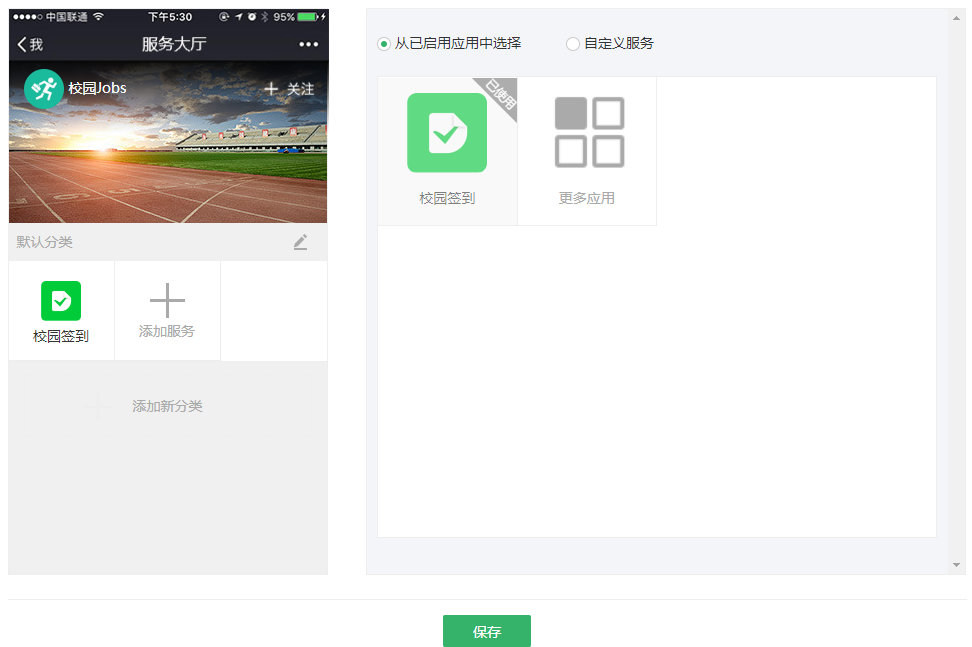 中国联通 下午5:30 95%
我 服务大厅
校园Jobs 关注
默认分类
校园签到 添加服务
添加新分类
从已启用应用中选择 自定义服务
已使用
校园签到 更多应用
保存